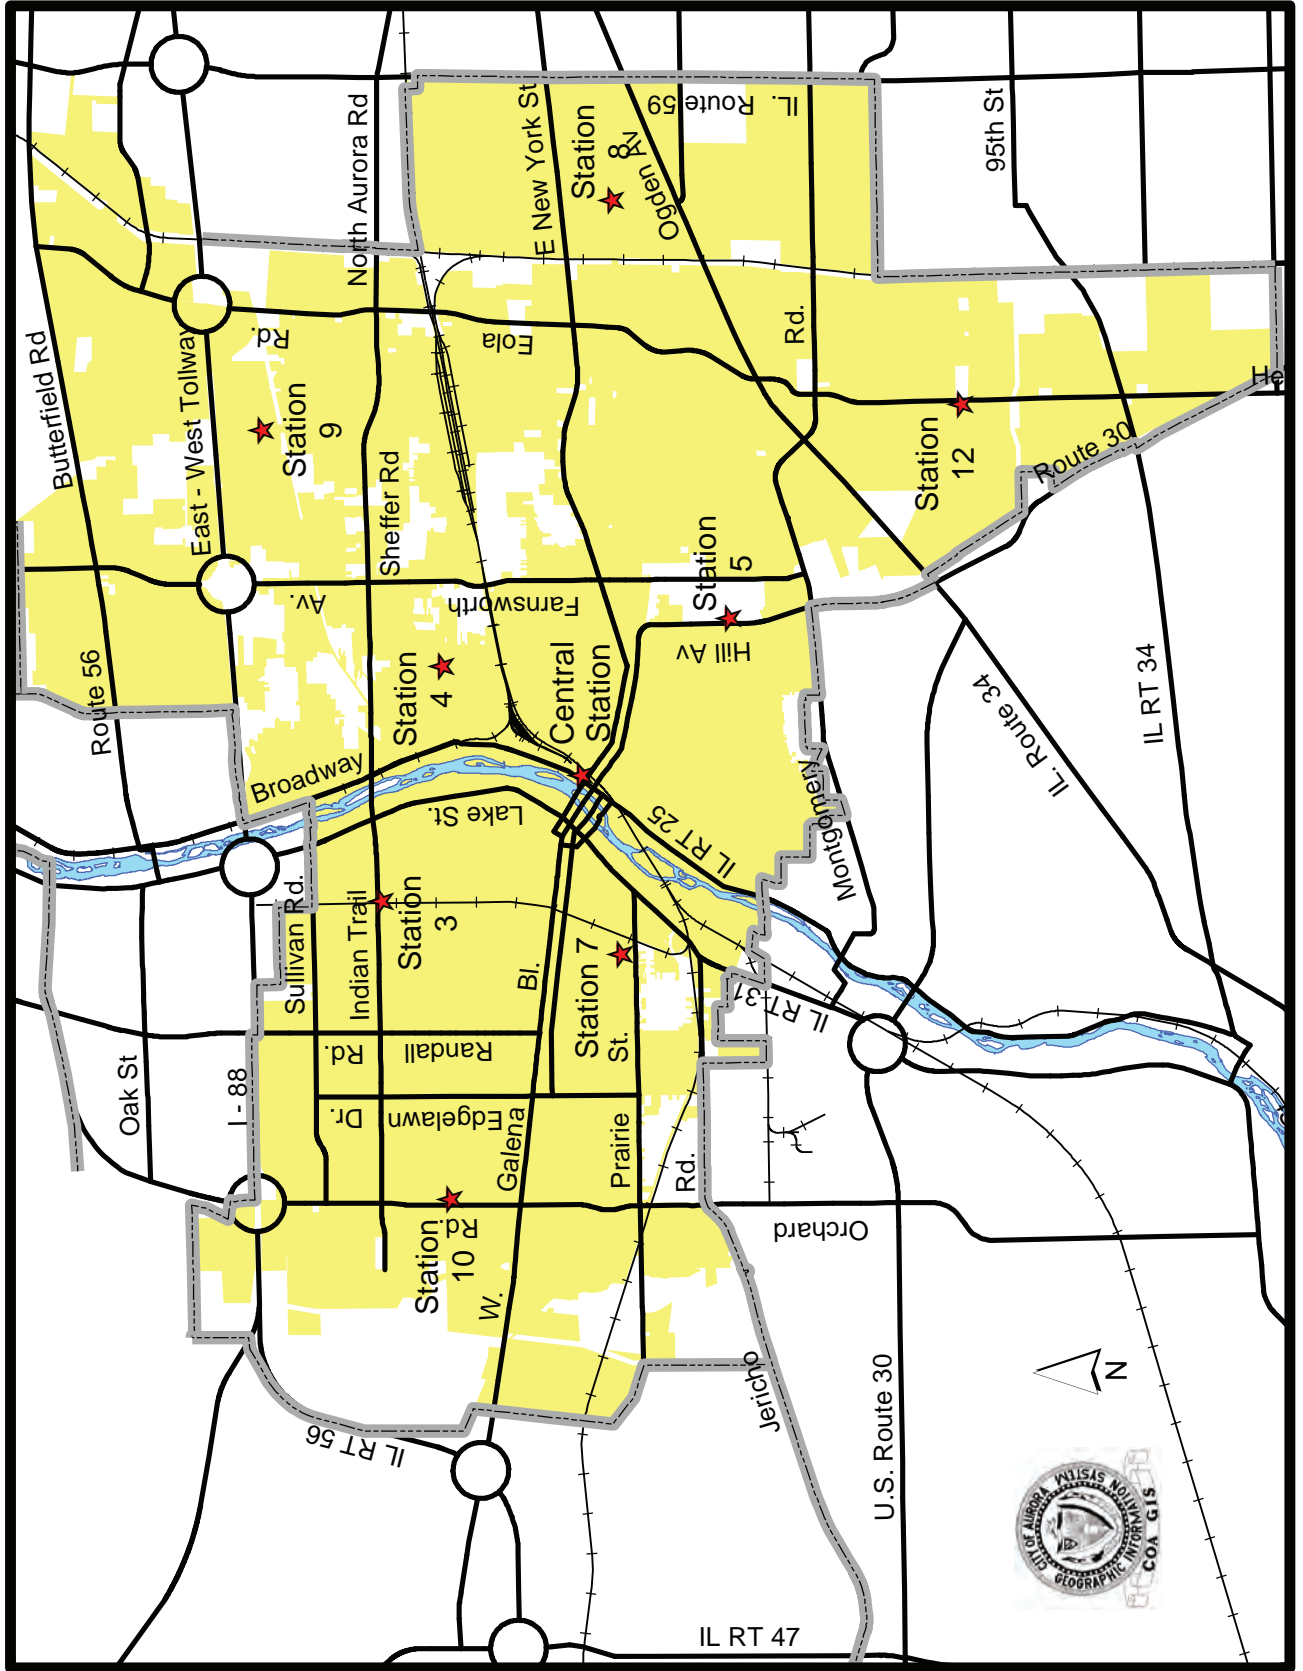 Butterfield Rd
East - West Tollway
Route 56
North Aurora Rd
Sheffer Rd
Rd.
Eola
Station
9
Av.
Farnsworth
E New York St
Station
8
Ogden Av
IL.
Route 59
Rd.
95th St
Station
12
Route 30
Station
5
Hill Av
Station
4
Central
Station
Broadway
Lake St.
IL RT 25
Montgomery
IL. Route 34
IL RT 34
Sullivan Rd.
Indian Trail
Station
3
Bl.
Station 7
St.
IL RT 31
Oak St
I - 88
Rd.
Randall
Dr.
Edgelawn
Galena
Prairie
Rd.
Orchard
Station
10
Rd.
W.
IL RT 56
Jericho
U.S. Route 30
IL RT 47
N
CITY OF AURORA
GEOGRAPHIC INFORMATION SYSTEM
COA GIS